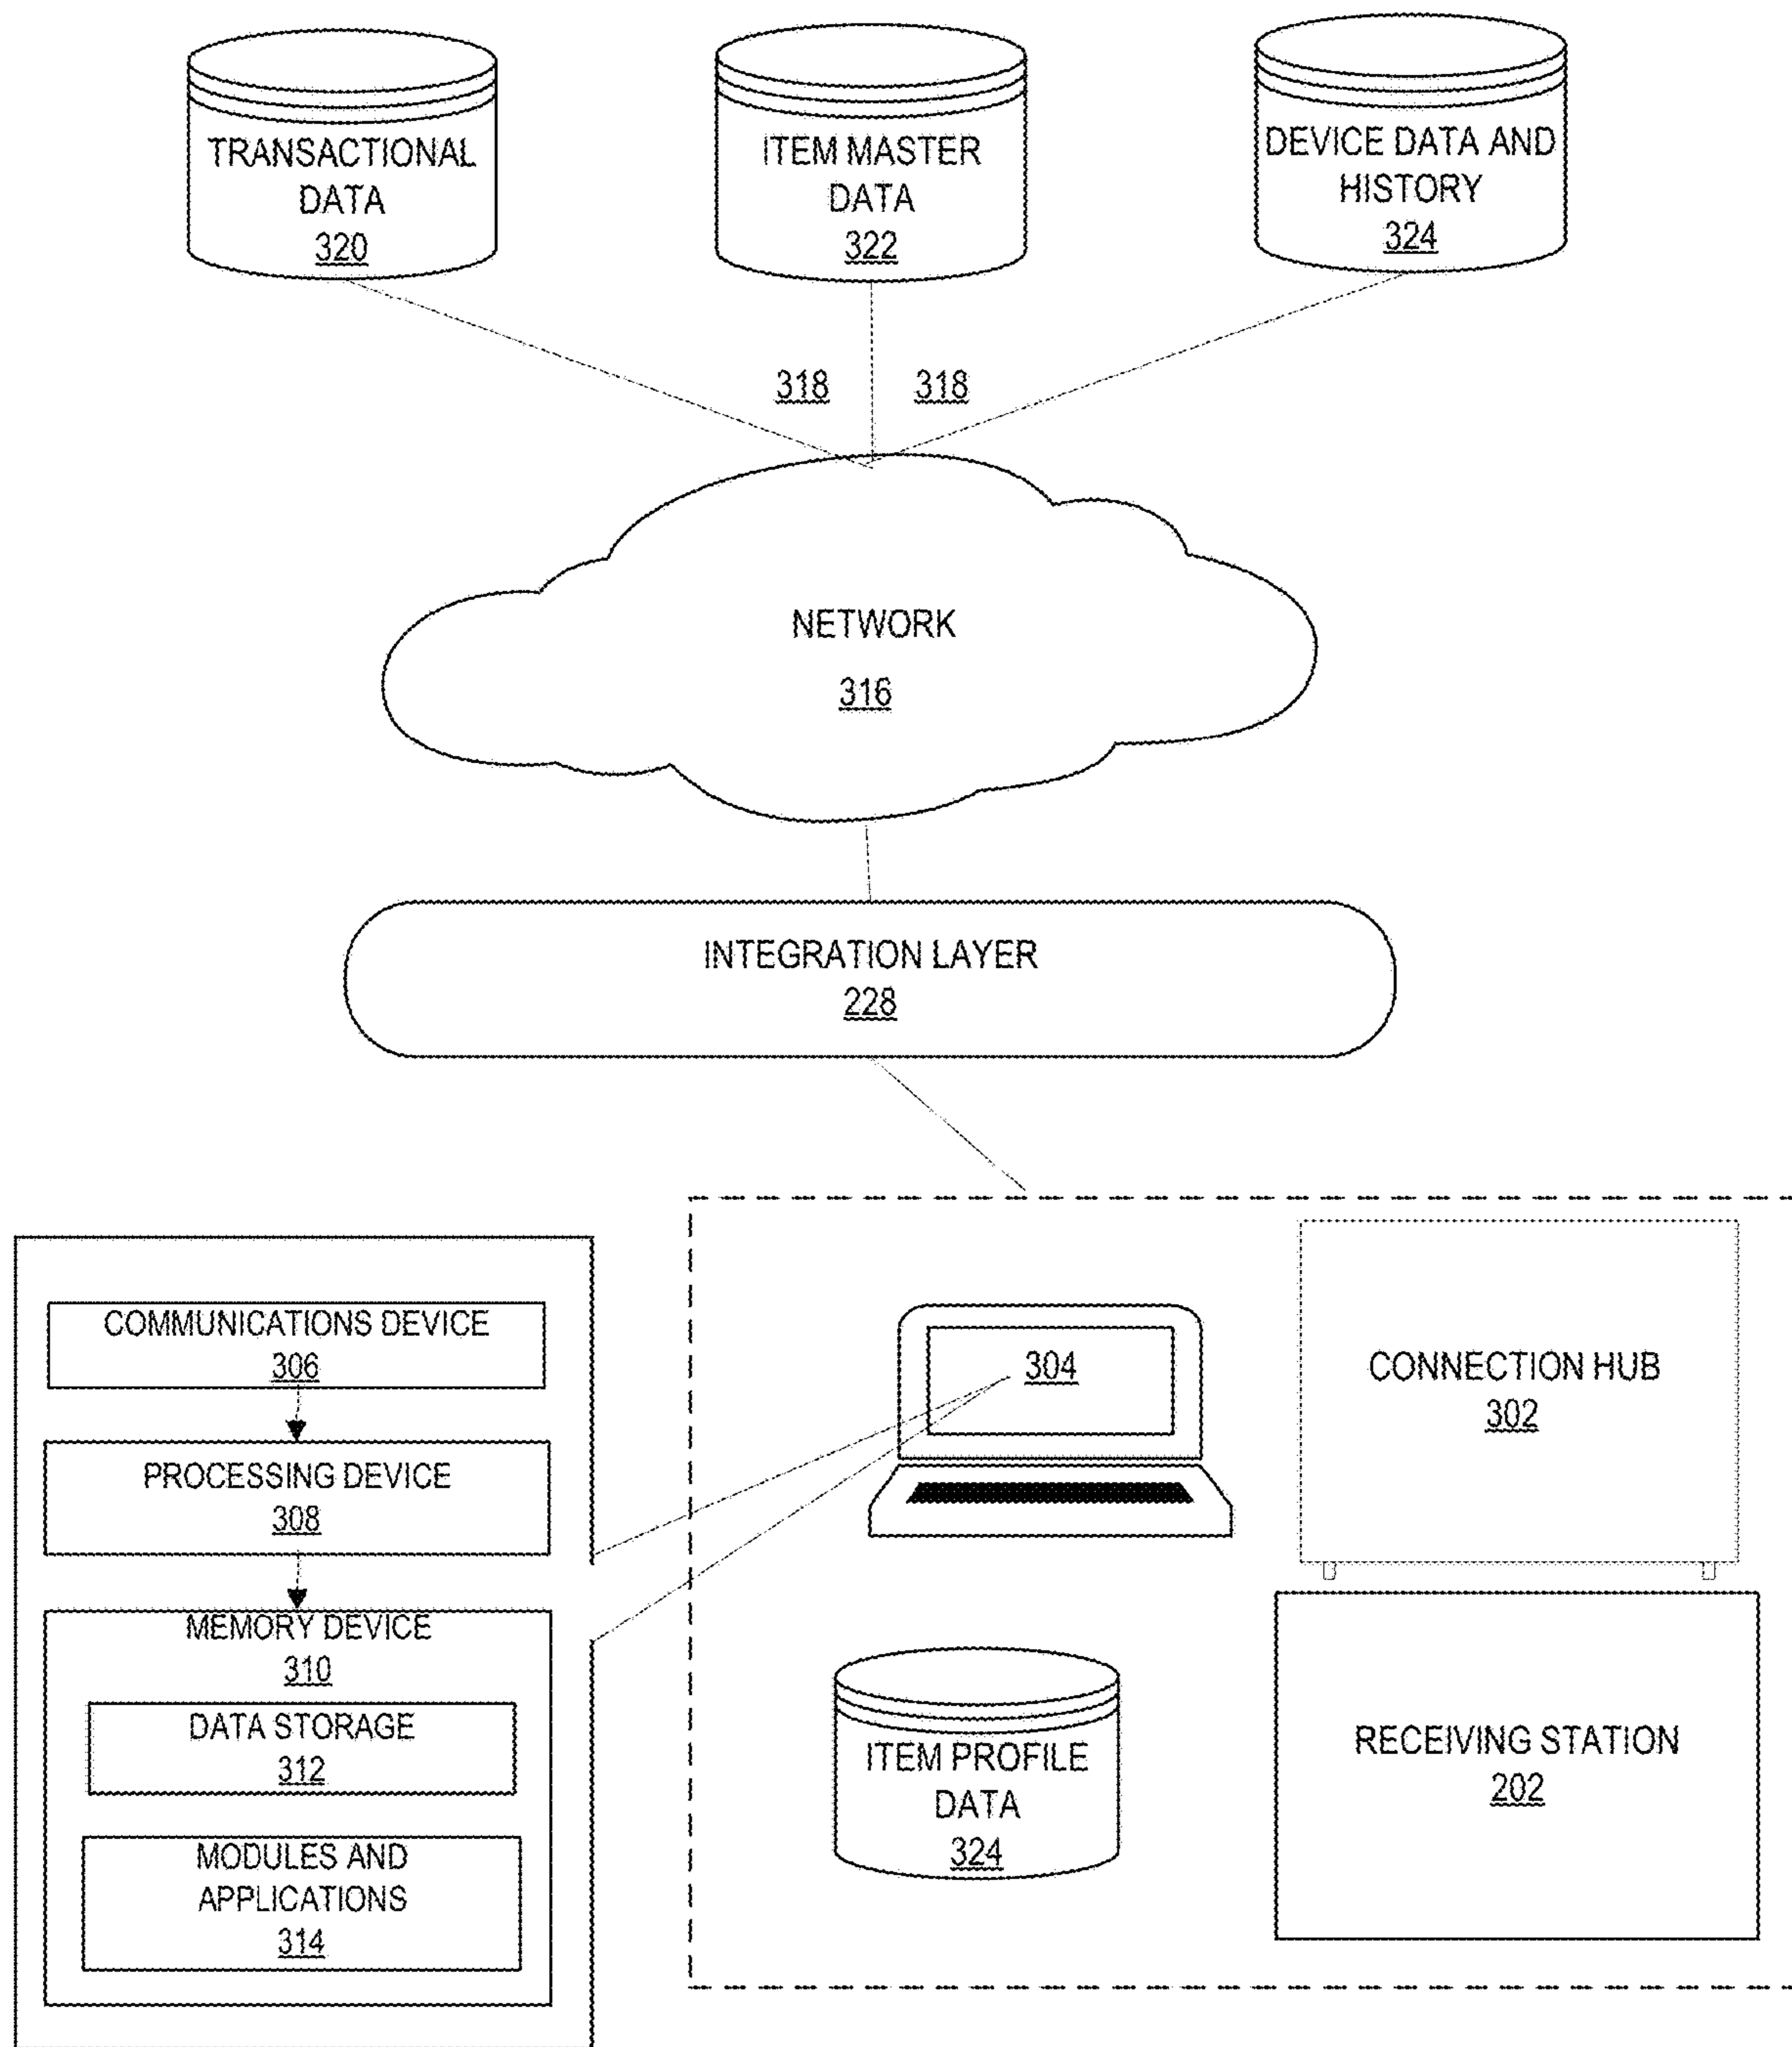 TRANSACTIONAL
DATA
320
ITEM MASTER
DATA
322
DEVICE DATA AND
HISTORY
324
318
318
NETWORK
316
INTEGRATION LAYER
228
COMMUNICATIONS DEVICE
306
PROCESSING DEVICE
308
MEMORY DEVICE
310
DATA STORAGE
312
MODULES AND
APPLICATIONS
314
304
CONNECTION HUB
302
ITEM PROFILE
DATA
324
RECEIVING STATION
202